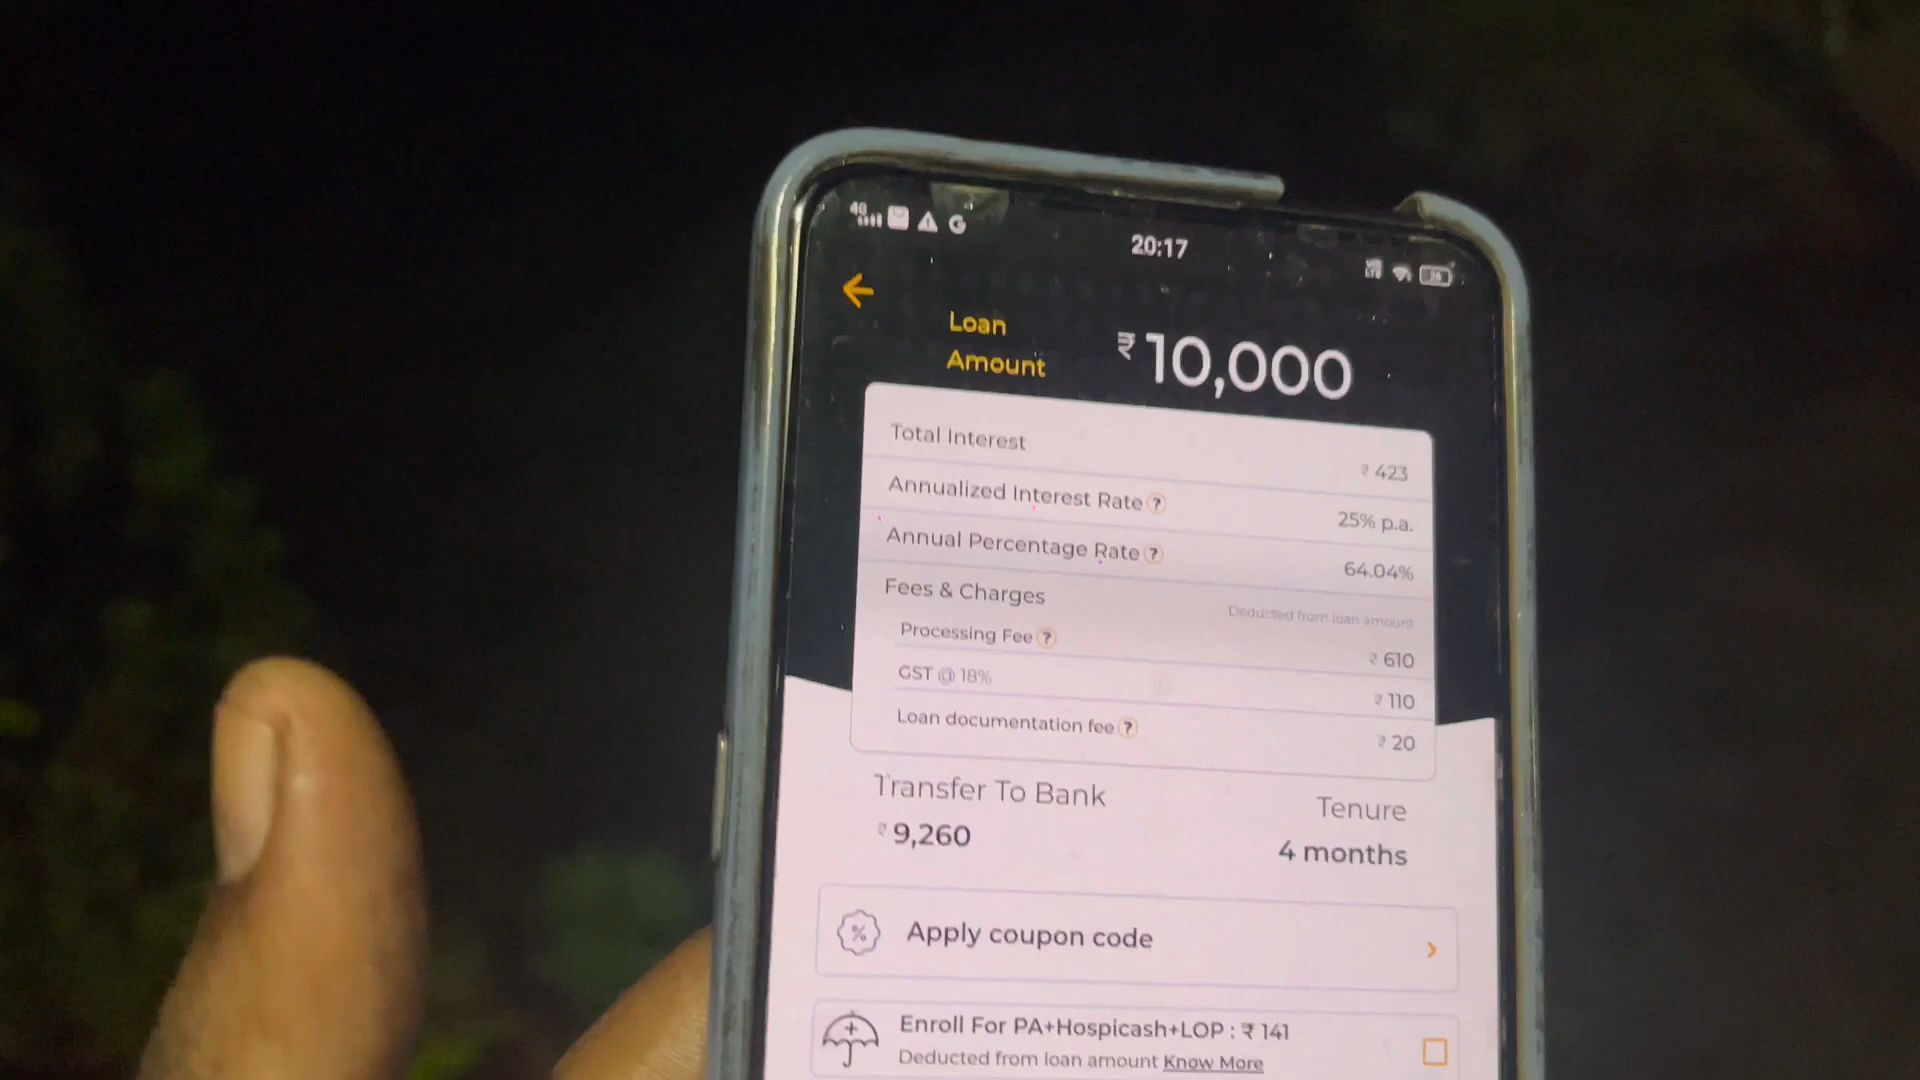 4G
20:17
Loan
Amount
₹10,000
Total Interest
₹ 423
Annualized Interest Rate ?
25% p.a.
Annual Percentage Rate ?
64.04%
Fees & Charges
Deducted from loan amount
Processing Fee ?
₹ 610
GST @ 18%
₹ 110
Loan documentation fee ?
₹ 20
Transfer To Bank
Tenure
₹ 9,260
4 months
% Apply coupon code
Enroll For PA+Hospicash+LOP : ₹ 141
Deducted from loan amount Know More